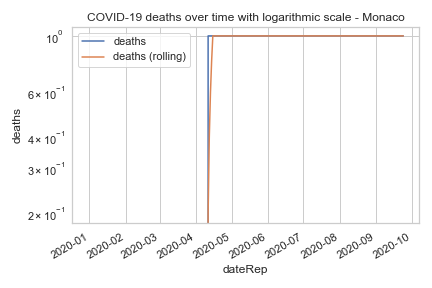 COVID-19 deaths over time with logarithmic scale - Monaco
10⁰
6 × 10⁻¹
4 × 10⁻¹
3 × 10⁻¹
2 × 10⁻¹
deaths
deaths
deaths (rolling)
2020-01
2020-02
2020-03
2020-04
2020-05
2020-06
2020-07
2020-08
2020-09
2020-10
dateRep